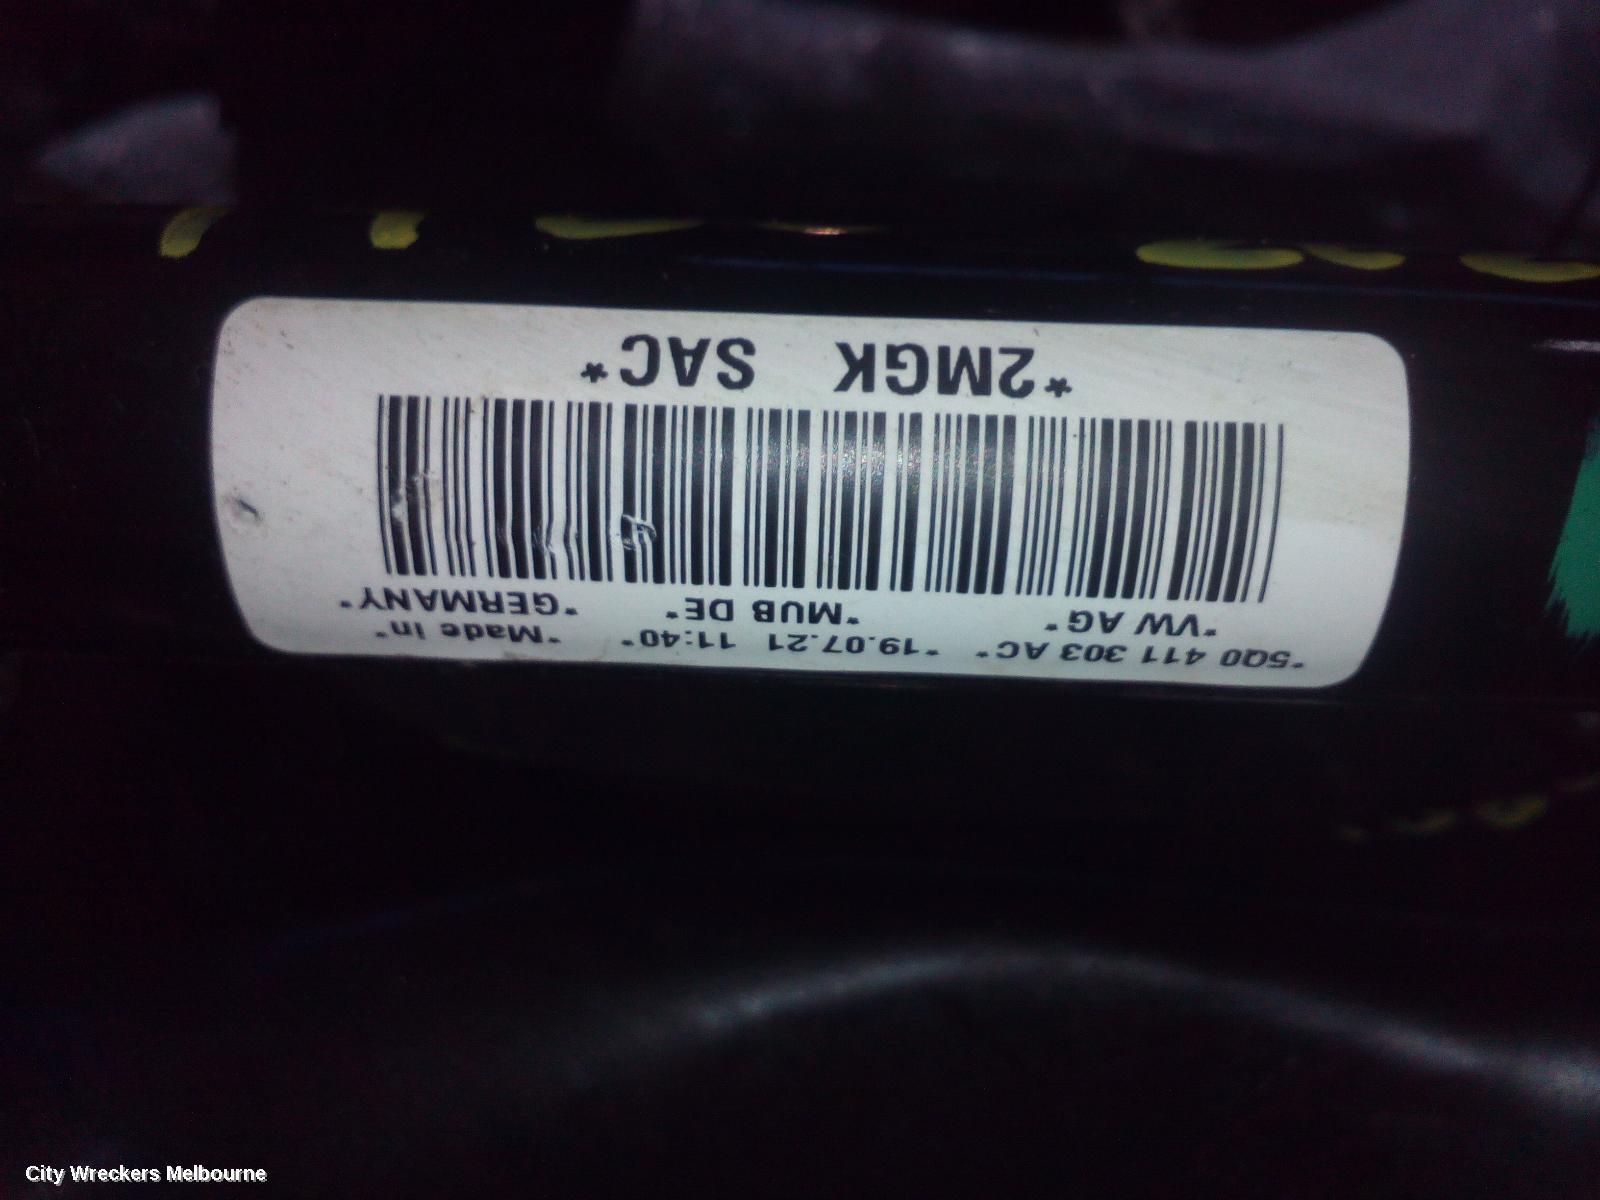 *5Q0 411 303 AC* *19.07.21 11:40* *Made in*
*VW AG* *MUB DE* *GERMANY*
*2MGK SAC*
City Wreckers Melbourne